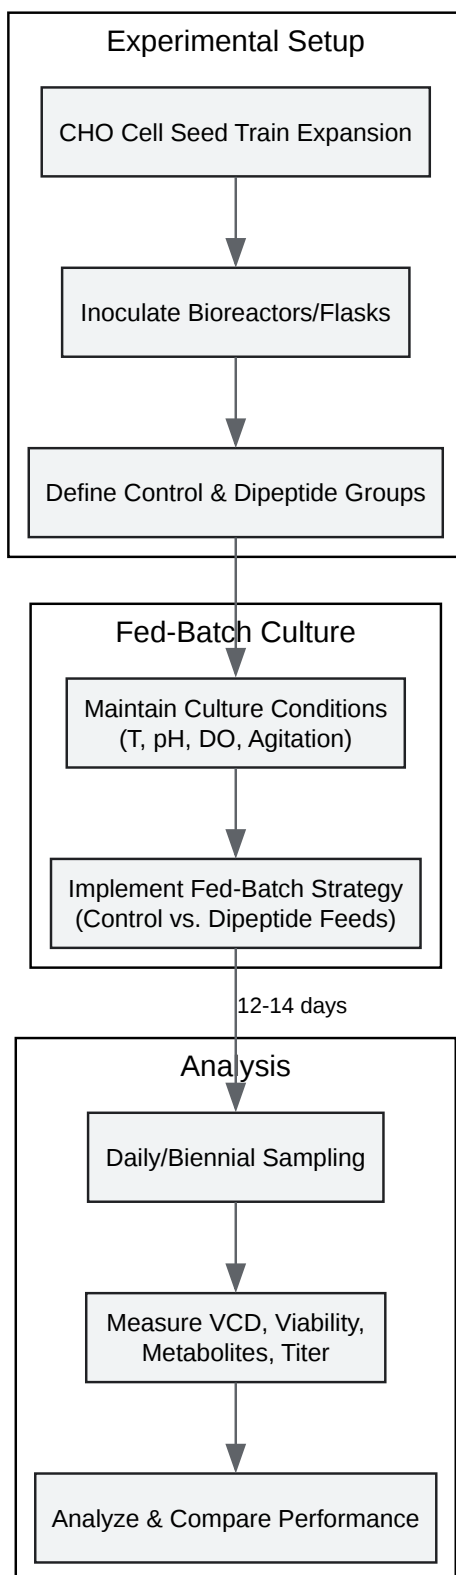 Experimental Setup
CHO Cell Seed Train Expansion
Inoculate Bioreactors/Flasks
Define Control & Dipeptide Groups
Fed-Batch Culture
Maintain Culture Conditions
(T, pH, DO, Agitation)
Implement Fed-Batch Strategy
(Control vs. Dipeptide Feeds)
12-14 days
Analysis
Daily/Biennial Sampling
Measure VCD, Viability,
Metabolites, Titer
Analyze & Compare Performance